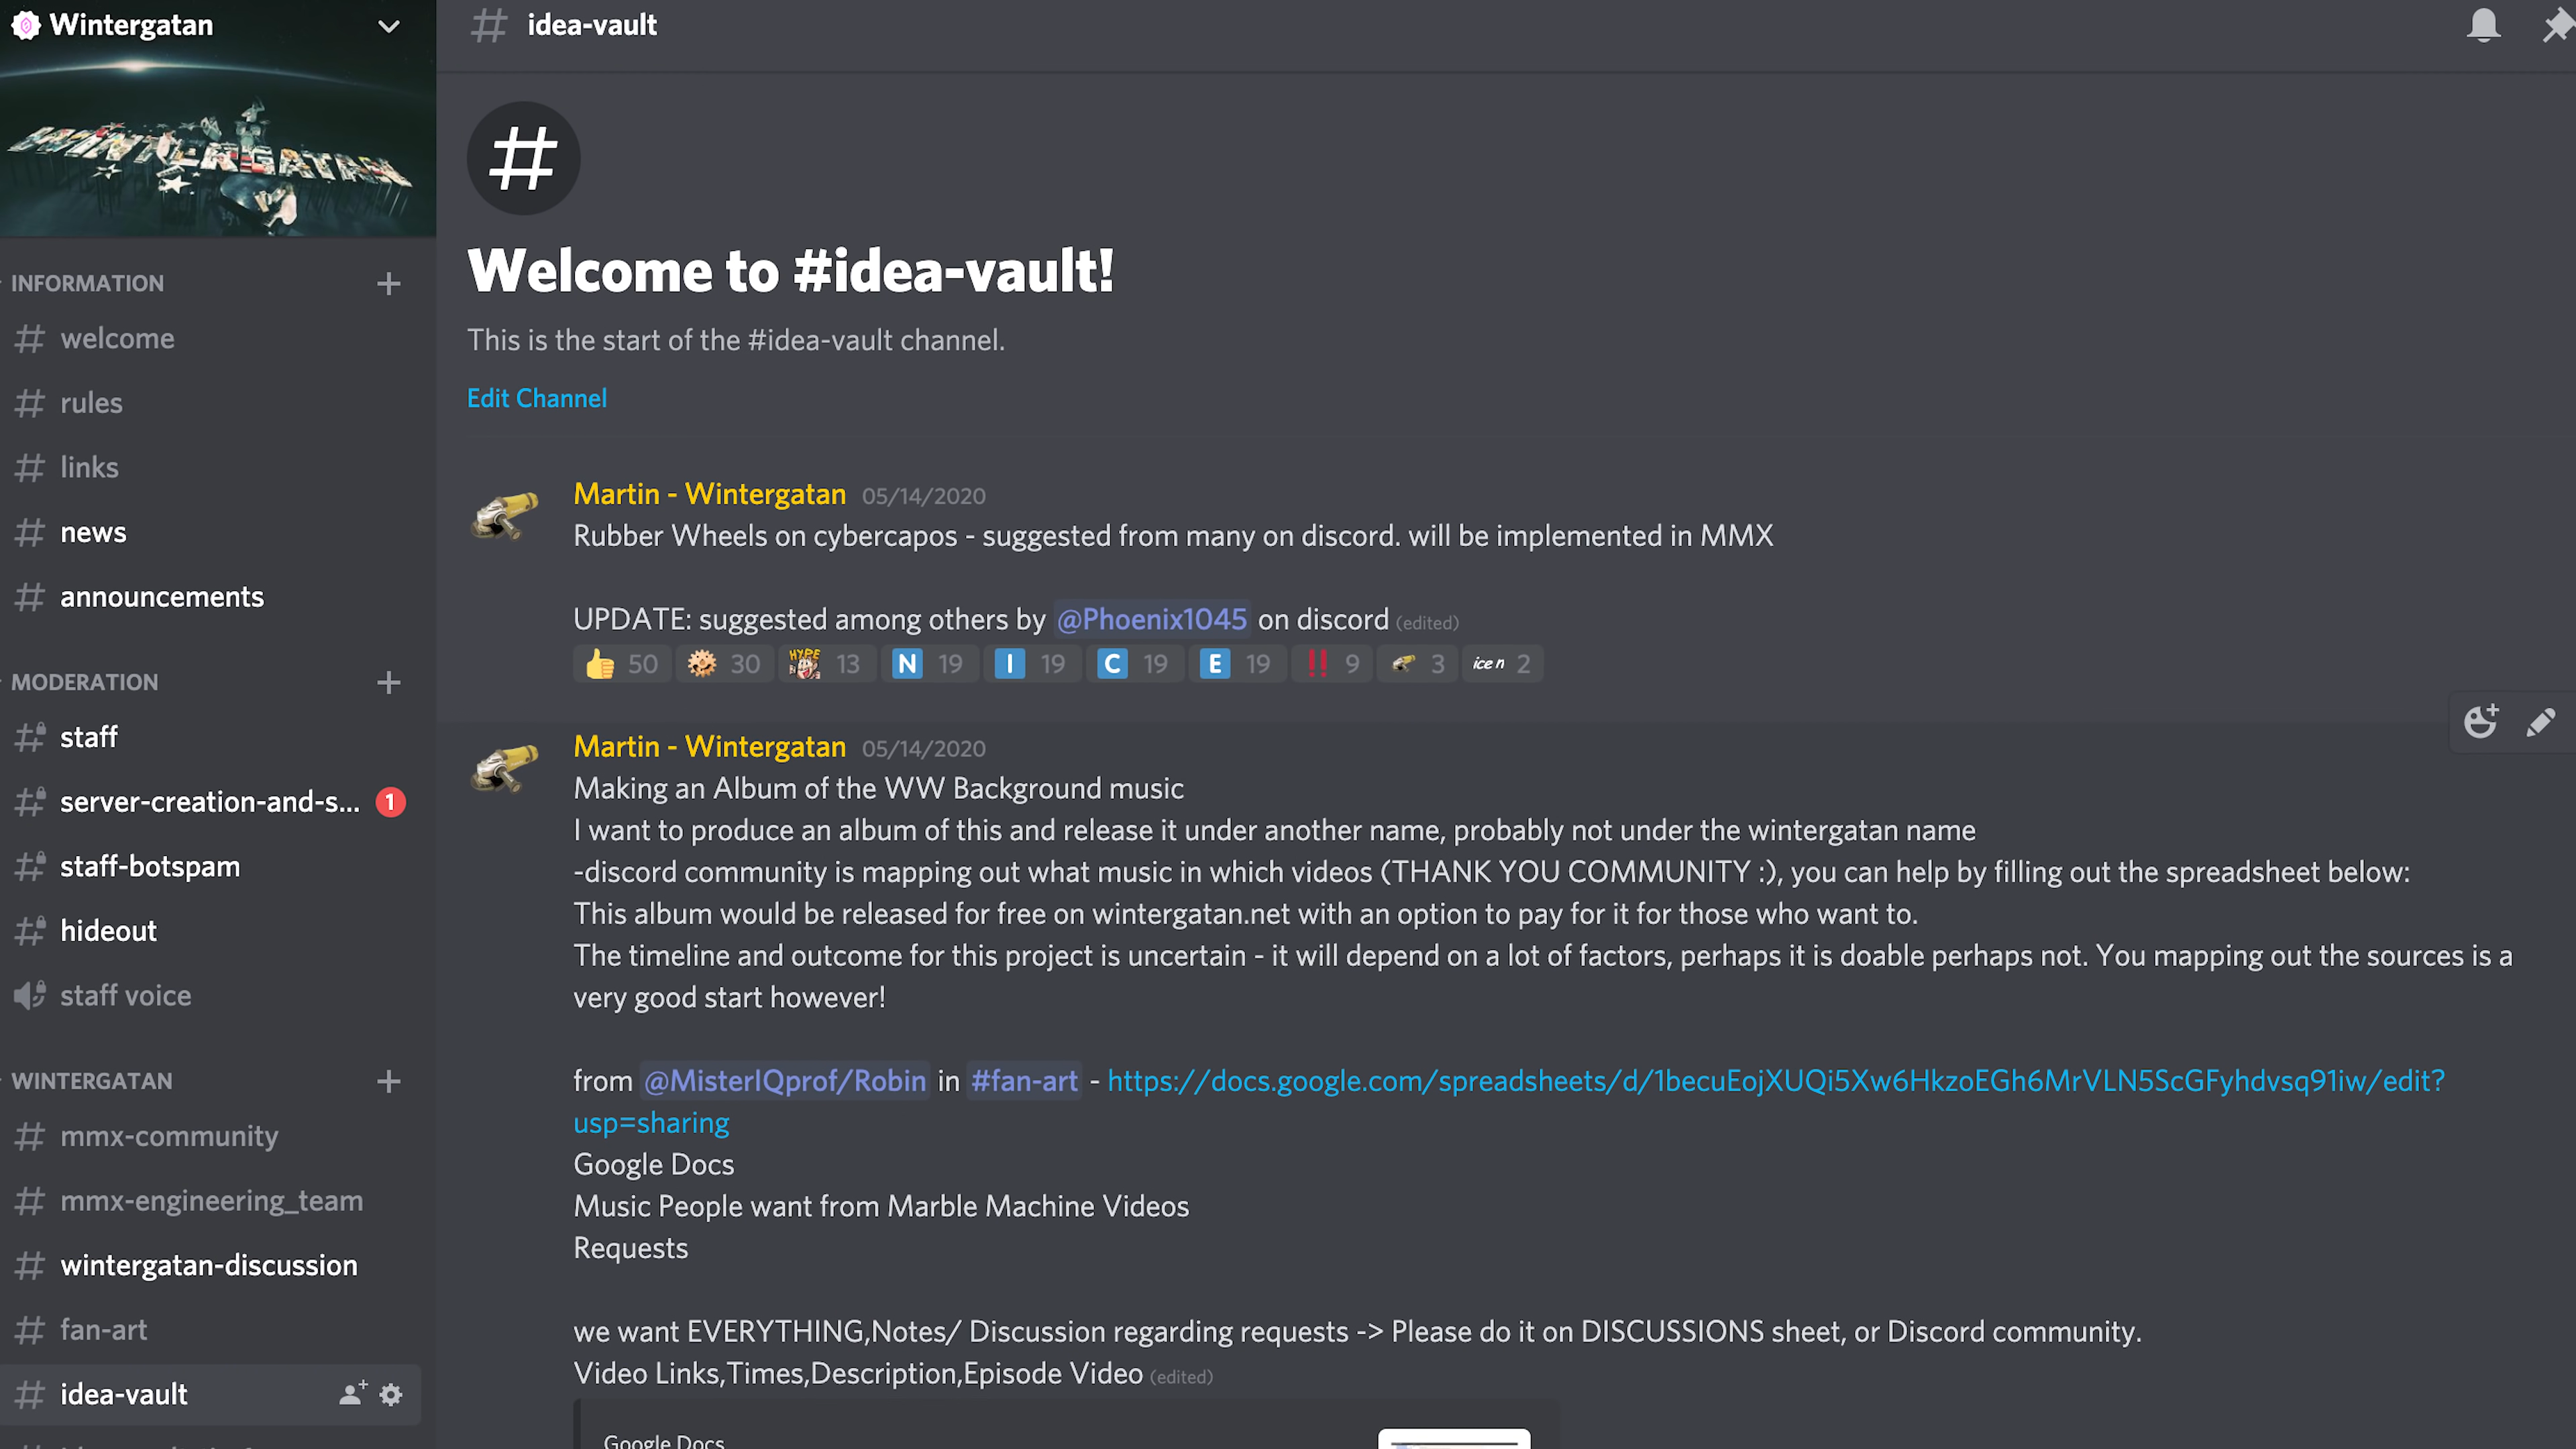 Wintergatan
INFORMATION
welcome
rules
links
news
announcements
MODERATION
staff
server-creation-and-s...
1
staff-botspam
hideout
staff voice
WINTERGATAN
mmx-community
mmx-engineering_team
wintergatan-discussion
fan-art
idea-vault
# idea-vault
#
Welcome to #idea-vault!
This is the start of the #idea-vault channel.
Edit Channel
Martin - Wintergatan 05/14/2020
Rubber Wheels on cybercapos - suggested from many on discord. will be implemented in MMX
UPDATE: suggested among others by @Phoenix1045 on discord (edited)
50 30 HYPE 13 N 19 I 19 C 19 E 19 !! 9 3 ice n 2
Martin - Wintergatan 05/14/2020
Making an Album of the WW Background music
I want to produce an album of this and release it under another name, probably not under the wintergatan name
-discord community is mapping out what music in which videos (THANK YOU COMMUNITY :), you can help by filling out the spreadsheet below:
This album would be released for free on wintergatan.net with an option to pay for it for those who want to.
The timeline and outcome for this project is uncertain - it will depend on a lot of factors, perhaps it is doable perhaps not. You mapping out the sources is a
very good start however!
from @MisterIQprof/Robin in #fan-art - https://docs.google.com/spreadsheets/d/1becuEojXUQi5Xw6HkzoEGh6MrVLN5ScGFyhdvsq91iw/edit?
usp=sharing
Google Docs
Music People want from Marble Machine Videos
Requests
we want EVERYTHING,Notes/ Discussion regarding requests -> Please do it on DISCUSSIONS sheet, or Discord community.
Video Links,Times,Description,Episode Video (edited)
Google Docs